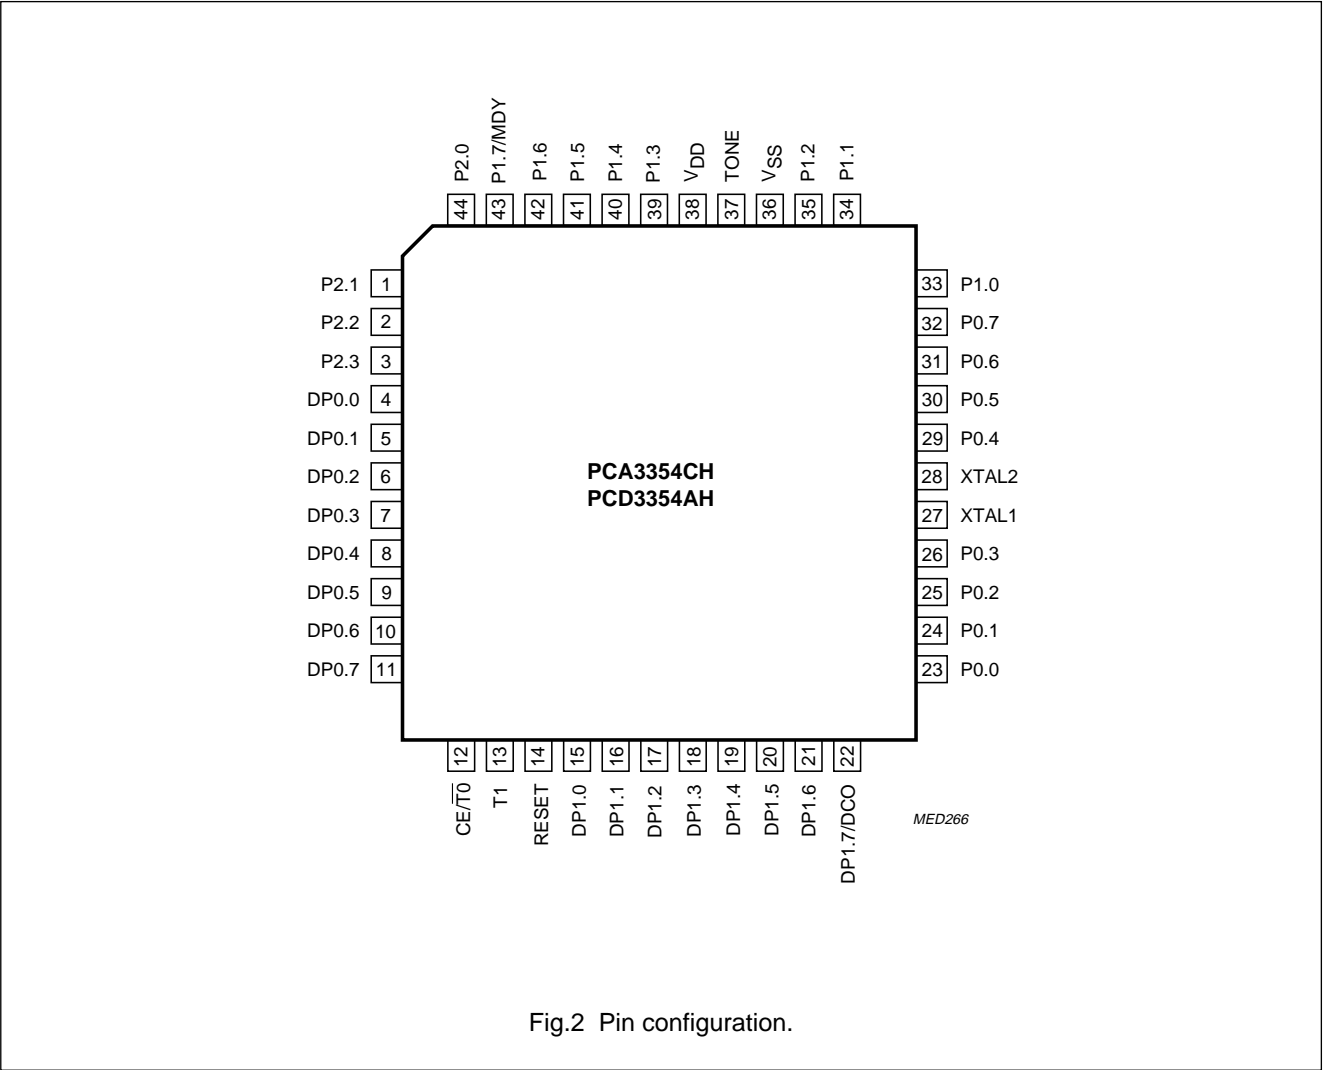 P2.0
P1.7/MDY
P1.6
P1.5
P1.4
P1.3
VDD
TONE
VSS
P1.2
P1.1
44
43
42
41
40
39
38
37
36
35
34
P2.1 1
P2.2 2
P2.3 3
DP0.0 4
DP0.1 5
DP0.2 6
DP0.3 7
DP0.4 8
DP0.5 9
DP0.6 10
DP0.7 11
PCA3354CH
PCD3354AH
33 P1.0
32 P0.7
31 P0.6
30 P0.5
29 P0.4
28 XTAL2
27 XTAL1
26 P0.3
25 P0.2
24 P0.1
23 P0.0
12
13
14
15
16
17
18
19
20
21
22
CE/T̅0̅
T1
RESET
DP1.0
DP1.1
DP1.2
DP1.3
DP1.4
DP1.5
DP1.6
DP1.7/DCO
MED266
Fig.2 Pin configuration.